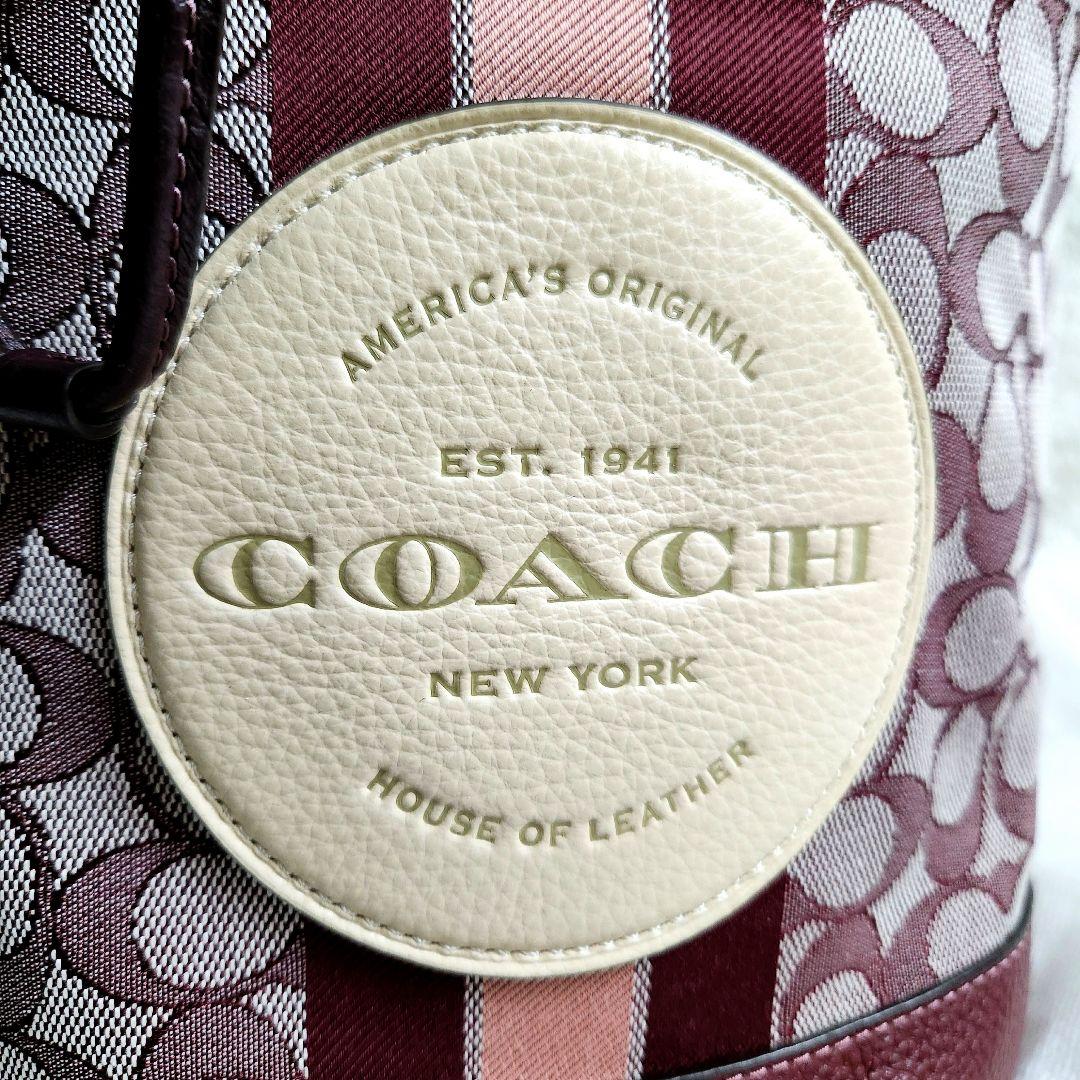 AMERICA'S ORIGINAL
EST. 1941
COACH
NEW YORK
HOUSE OF LEATHER